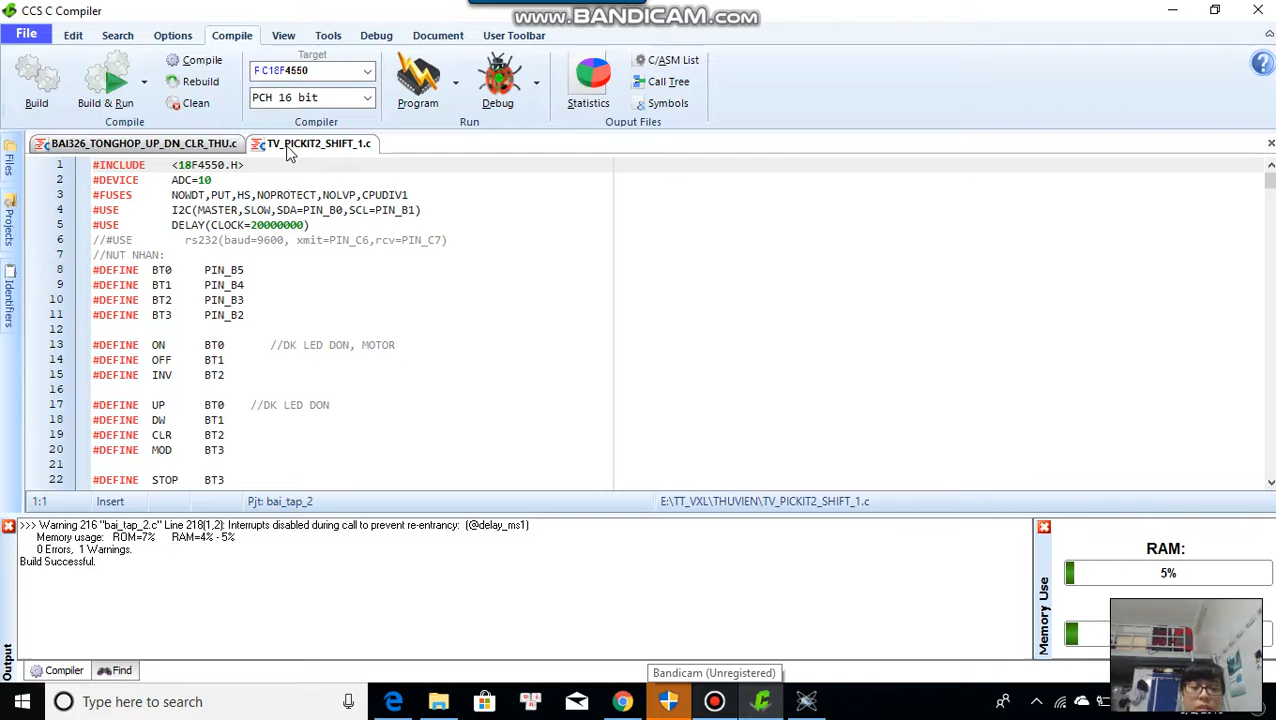 CCS C Compiler
www.BANDICAM.com
File Edit Search Options Compile View Tools Debug Document User Toolbar
Build
Build & Run
Compile
Rebuild
Clean
Compile
Target
PIC18F4550
PCH 16 bit
Compiler
Program
Debug
Run
Statistics
C/ASM List
Call Tree
Symbols
Ouput Files
BAI326_TONGHOP_UP_DN_CLR_THU.c
TV_PICKIT2_SHIFT_1.c
Files
Projects
Identifiers
1 #INCLUDE <18F4550.H>
2 #DEVICE ADC=10
3 #FUSES NOWDT,PUT,HS,NOPROTECT,NOLVP,CPUDIV1
4 #USE I2C(MASTER,SLOW,SDA=PIN_B0,SCL=PIN_B1)
5 #USE DELAY(CLOCK=20000000)
6 //#USE rs232(baud=9600, xmit=PIN_C6,rcv=PIN_C7)
7 //NUT NHAN:
8 #DEFINE BT0 PIN_B5
9 #DEFINE BT1 PIN_B4
10 #DEFINE BT2 PIN_B3
11 #DEFINE BT3 PIN_B2
12
13 #DEFINE ON BT0 //DK LED DON, MOTOR
14 #DEFINE OFF BT1
15 #DEFINE INV BT2
16
17 #DEFINE UP BT0 //DK LED DON
18 #DEFINE DW BT1
19 #DEFINE CLR BT2
20 #DEFINE MOD BT3
21
22 #DEFINE STOP BT3
1:1 Insert Pjt: bai_tap_2 E:\TT_VXL\THUVIEN\TV_PICKIT2_SHIFT_1.c
>>> Warning 216 "bai_tap_2.c" Line 218(1,2): Interrupts disabled during call to prevent re-entrancy: (@delay_ms1)
Memory usage: ROM=7% RAM=4% - 5%
0 Errors, 1 Warnings.
Build Successful.
Output
Memory Use
RAM:
5%
Compiler Find
Bandicam (Unregistered)
Type here to search